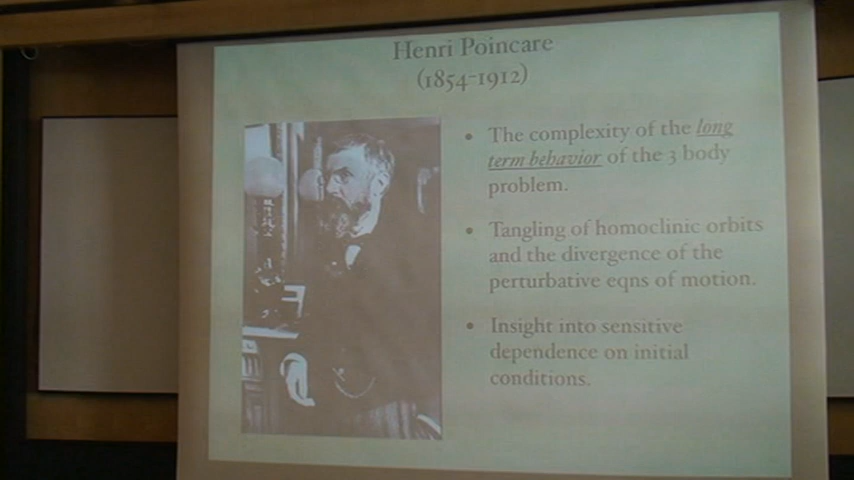 Henri Poincare
(1854-1912)
• The complexity of the long
term behavior of the 3 body
problem.
• Tangling of homoclinic orbits
and the divergence of the
perturbative eqns of motion.
• Insight into sensitive
dependence on initial
conditions.